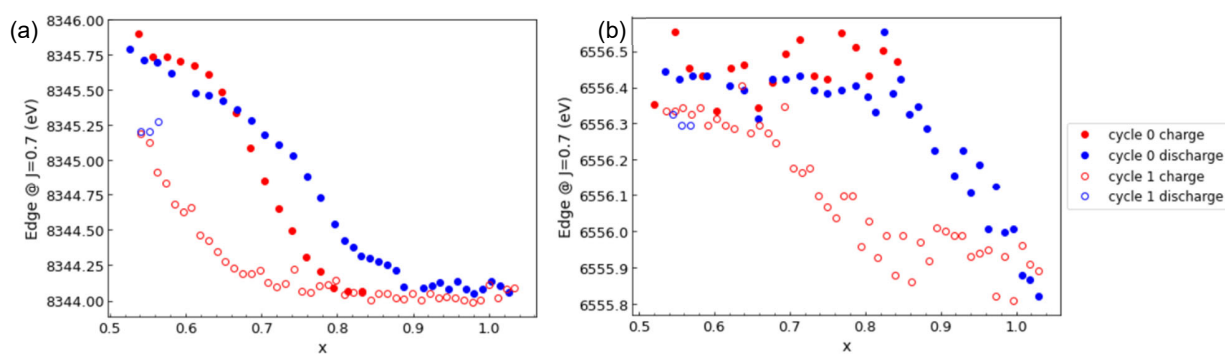 (a)
8346.00
8345.75
8345.50
8345.25
8345.00
8344.75
8344.50
8344.25
8344.00
Edge @ J=0.7 (eV)
0.5 0.6 0.7 0.8 0.9 1.0
x
(b)
6556.5
6556.4
6556.3
6556.2
6556.1
6556.0
6555.9
6555.8
Edge @ J=0.7 (eV)
0.5 0.6 0.7 0.8 0.9 1.0
x
cycle 0 charge
cycle 0 discharge
cycle 1 charge
cycle 1 discharge